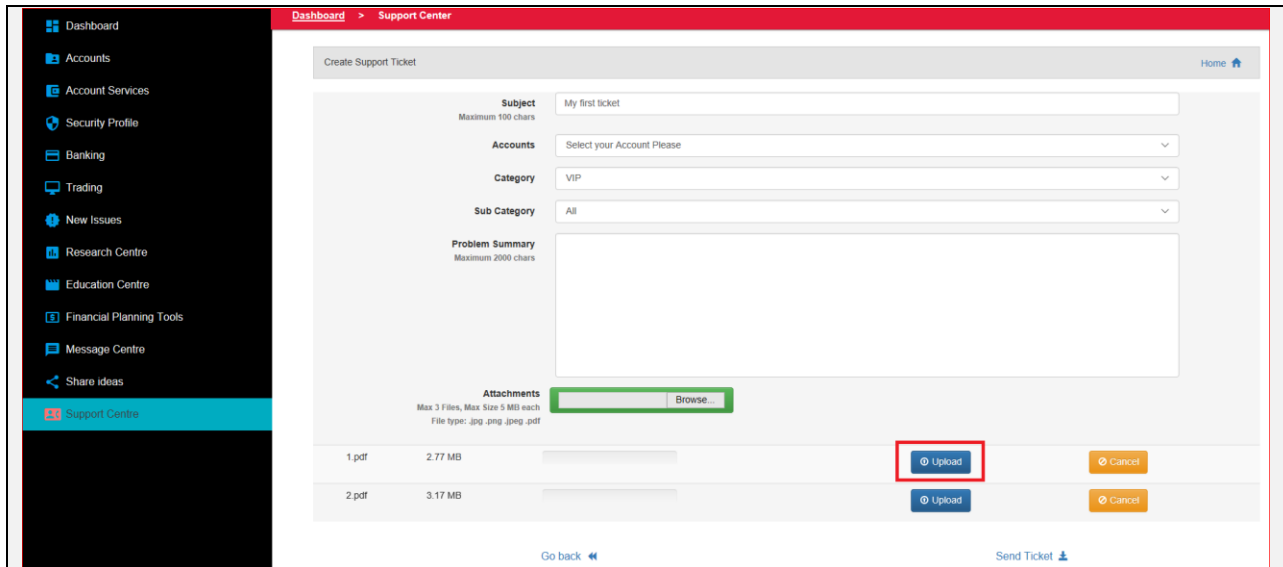 Dashboard
Accounts
Account Services
Security Profile
Banking
Trading
New Issues
Research Centre
Education Centre
Financial Planning Tools
Message Centre
Share ideas
Support Centre
Dashboard > Support Center
Create Support Ticket Home
Subject My first ticket
Maximum 100 chars
Accounts Select your Account Please
Category VIP
Sub Category All
Problem Summary
Maximum 2000 chars
Attachments Browse...
Max 3 Files, Max Size 5 MB each
File type: .jpg .png .jpeg .pdf
1.pdf 2.77 MB Upload Cancel
2.pdf 3.17 MB Upload Cancel
Go back Send Ticket